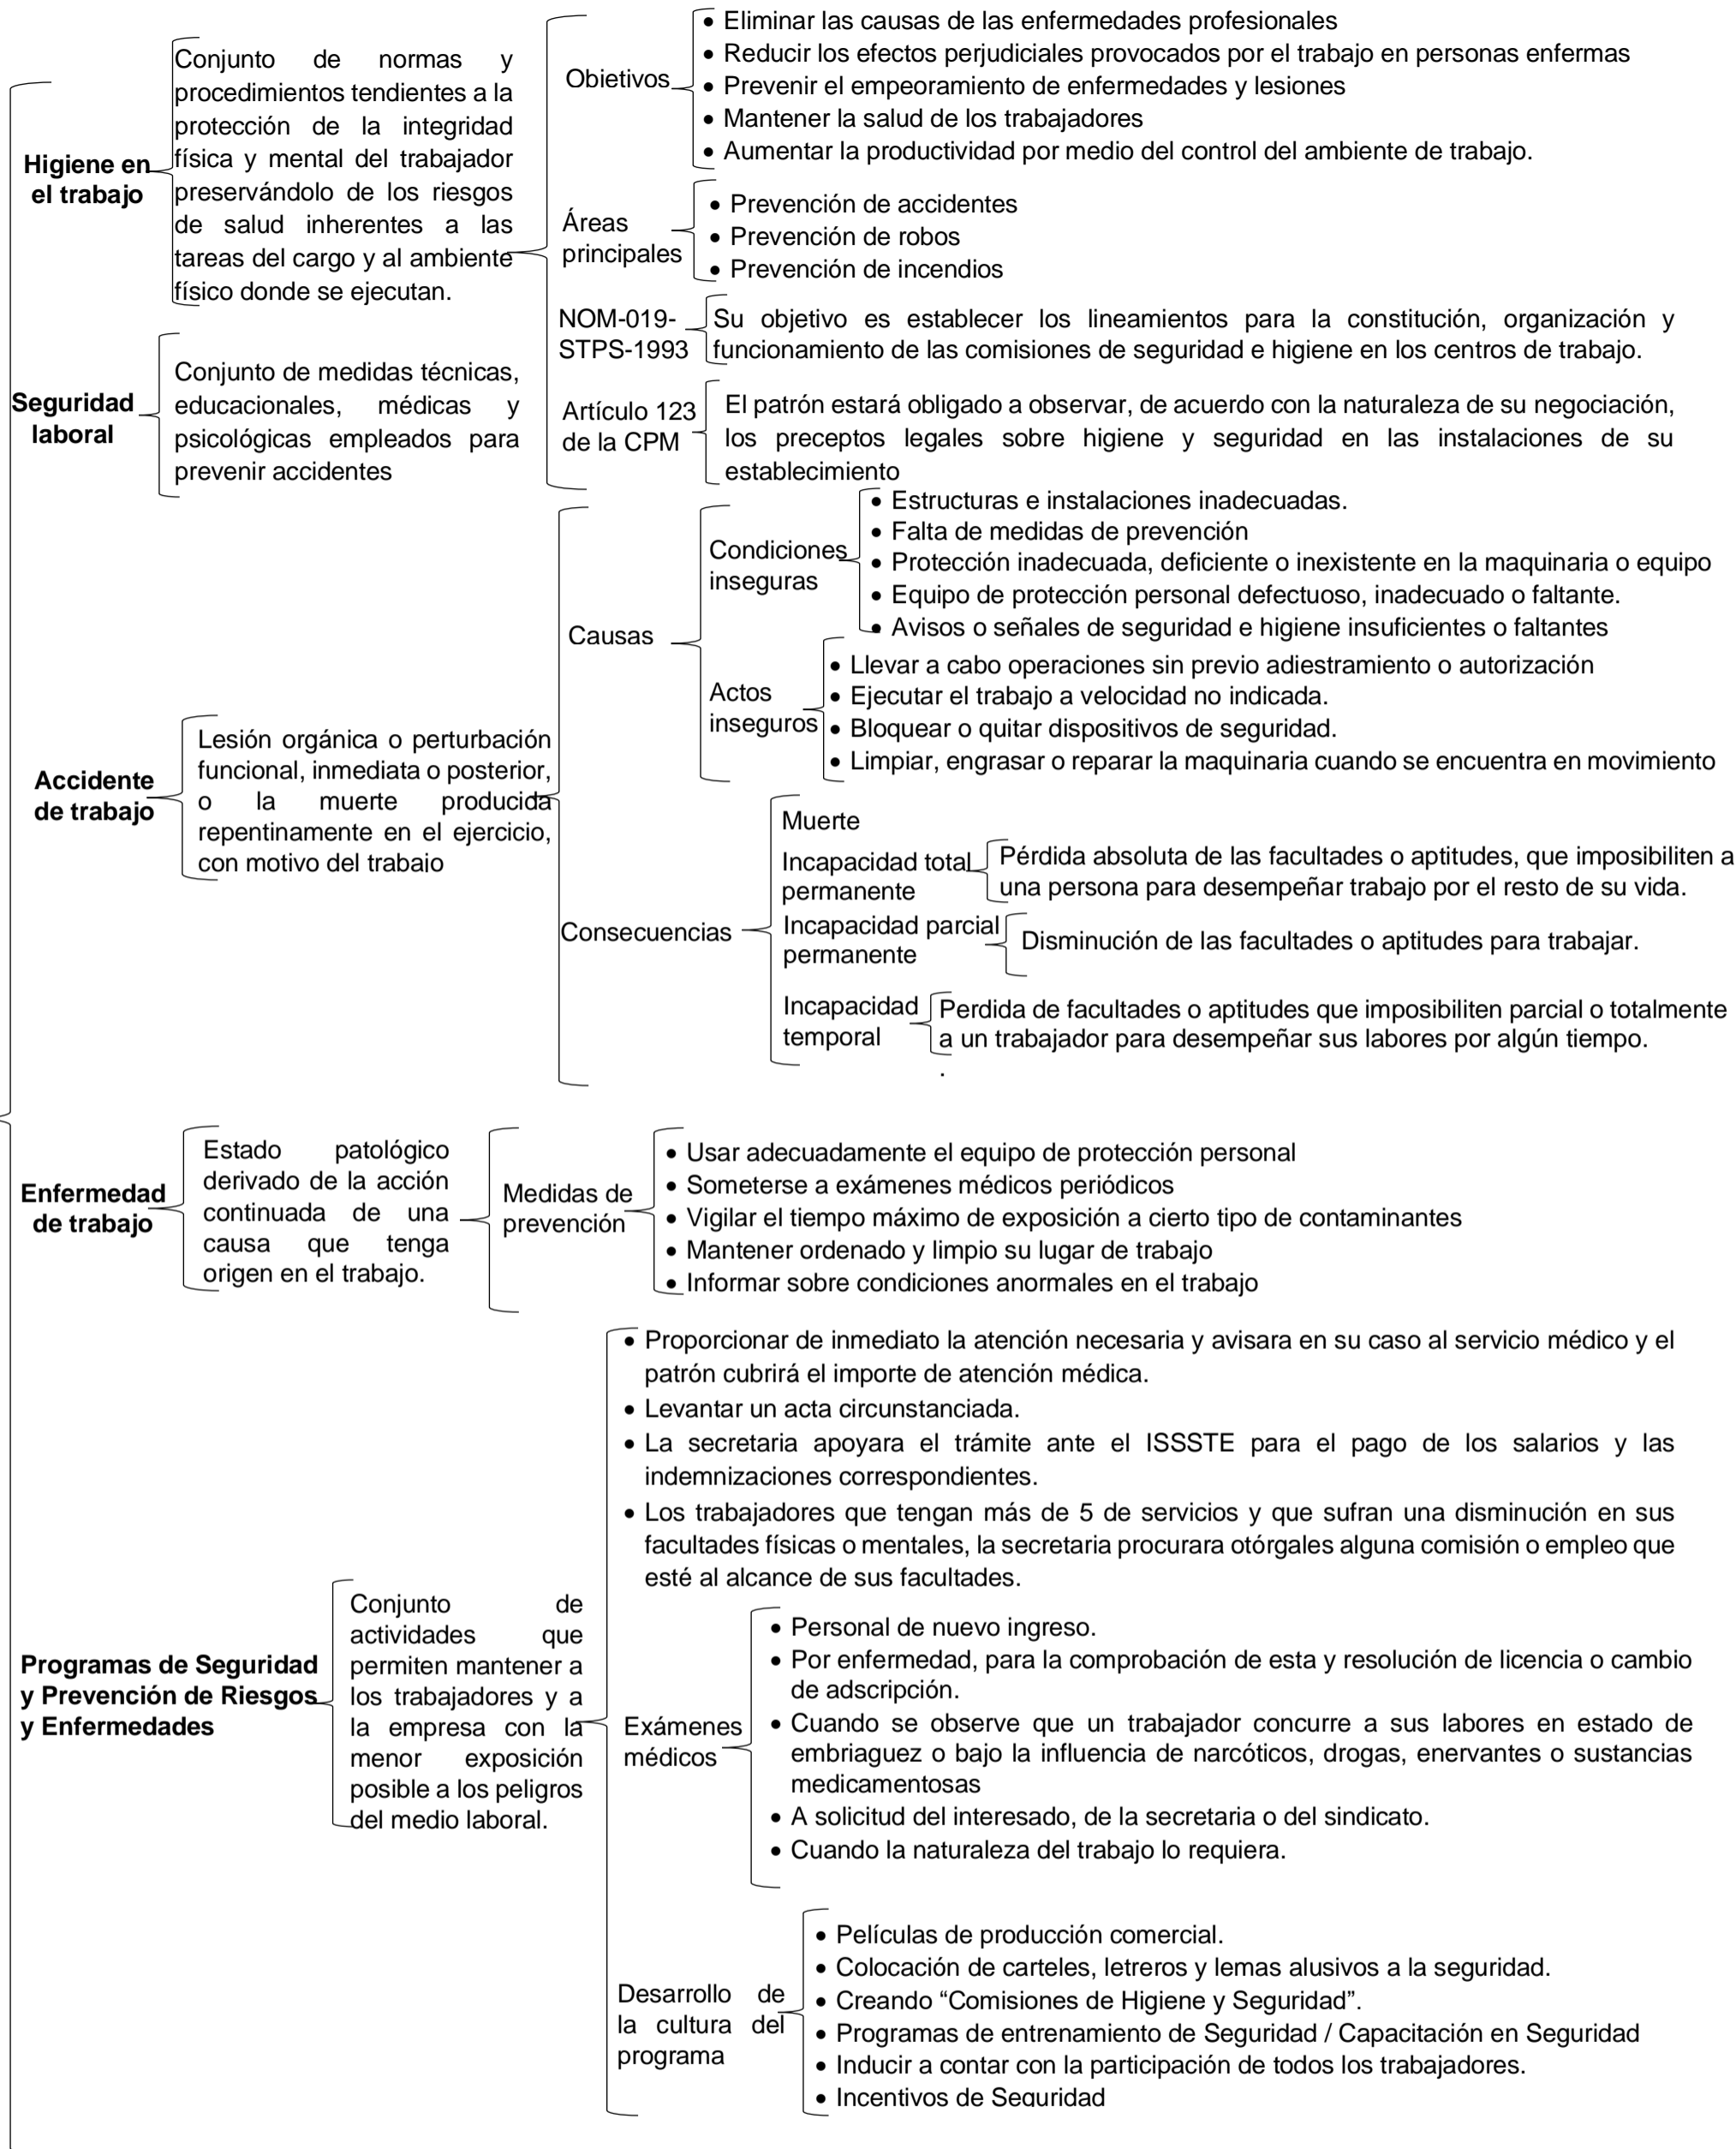 Higiene en
el trabajo
Conjunto de normas y
procedimientos tendientes a la
protección de la integridad
física y mental del trabajador
preservándolo de los riesgos
de salud inherentes a las
tareas del cargo y al ambiente
físico donde se ejecutan.
Seguridad
laboral
Conjunto de medidas técnicas,
educacionales, médicas y
psicológicas empleados para
prevenir accidentes
Objetivos
• Eliminar las causas de las enfermedades profesionales
• Reducir los efectos perjudiciales provocados por el trabajo en personas enfermas
• Prevenir el empeoramiento de enfermedades y lesiones
• Mantener la salud de los trabajadores
• Aumentar la productividad por medio del control del ambiente de trabajo.
Áreas
principales
• Prevención de accidentes
• Prevención de robos
• Prevención de incendios
NOM-019-
STPS-1993
Su objetivo es establecer los lineamientos para la constitución, organización y
funcionamiento de las comisiones de seguridad e higiene en los centros de trabajo.
Artículo 123
de la CPM
El patrón estará obligado a observar, de acuerdo con la naturaleza de su negociación,
los preceptos legales sobre higiene y seguridad en las instalaciones de su
establecimiento
Accidente
de trabajo
Lesión orgánica o perturbación
funcional, inmediata o posterior,
o la muerte producida
repentinamente en el ejercicio,
con motivo del trabajo
Causas
Condiciones
inseguras
• Estructuras e instalaciones inadecuadas.
• Falta de medidas de prevención
• Protección inadecuada, deficiente o inexistente en la maquinaria o equipo
• Equipo de protección personal defectuoso, inadecuado o faltante.
• Avisos o señales de seguridad e higiene insuficientes o faltantes
Actos
inseguros
• Llevar a cabo operaciones sin previo adiestramiento o autorización
• Ejecutar el trabajo a velocidad no indicada.
• Bloquear o quitar dispositivos de seguridad.
• Limpiar, engrasar o reparar la maquinaria cuando se encuentra en movimiento
Consecuencias
Muerte
Incapacidad total
permanente
Pérdida absoluta de las facultades o aptitudes, que imposibiliten a
una persona para desempeñar trabajo por el resto de su vida.
Incapacidad parcial
permanente
Disminución de las facultades o aptitudes para trabajar.
Incapacidad
temporal
Perdida de facultades o aptitudes que imposibiliten parcial o totalmente
a un trabajador para desempeñar sus labores por algún tiempo.
.
Enfermedad
de trabajo
Estado patológico
derivado de la acción
continuada de una
causa que tenga
origen en el trabajo.
Medidas de
prevención
• Usar adecuadamente el equipo de protección personal
• Someterse a exámenes médicos periódicos
• Vigilar el tiempo máximo de exposición a cierto tipo de contaminantes
• Mantener ordenado y limpio su lugar de trabajo
• Informar sobre condiciones anormales en el trabajo
Programas de Seguridad
y Prevención de Riesgos
y Enfermedades
Conjunto de
actividades que
permiten mantener a
los trabajadores y a
la empresa con la
menor exposición
posible a los peligros
del medio laboral.
• Proporcionar de inmediato la atención necesaria y avisara en su caso al servicio médico y el
patrón cubrirá el importe de atención médica.
• Levantar un acta circunstanciada.
• La secretaria apoyara el trámite ante el ISSSTE para el pago de los salarios y las
indemnizaciones correspondientes.
• Los trabajadores que tengan más de 5 de servicios y que sufran una disminución en sus
facultades físicas o mentales, la secretaria procurara otórgales alguna comisión o empleo que
esté al alcance de sus facultades.
Exámenes
médicos
• Personal de nuevo ingreso.
• Por enfermedad, para la comprobación de esta y resolución de licencia o cambio
de adscripción.
• Cuando se observe que un trabajador concurre a sus labores en estado de
embriaguez o bajo la influencia de narcóticos, drogas, enervantes o sustancias
medicamentosas
• A solicitud del interesado, de la secretaria o del sindicato.
• Cuando la naturaleza del trabajo lo requiera.
Desarrollo de
la cultura del
programa
• Películas de producción comercial.
• Colocación de carteles, letreros y lemas alusivos a la seguridad.
• Creando “Comisiones de Higiene y Seguridad”.
• Programas de entrenamiento de Seguridad / Capacitación en Seguridad
• Inducir a contar con la participación de todos los trabajadores.
• Incentivos de Seguridad